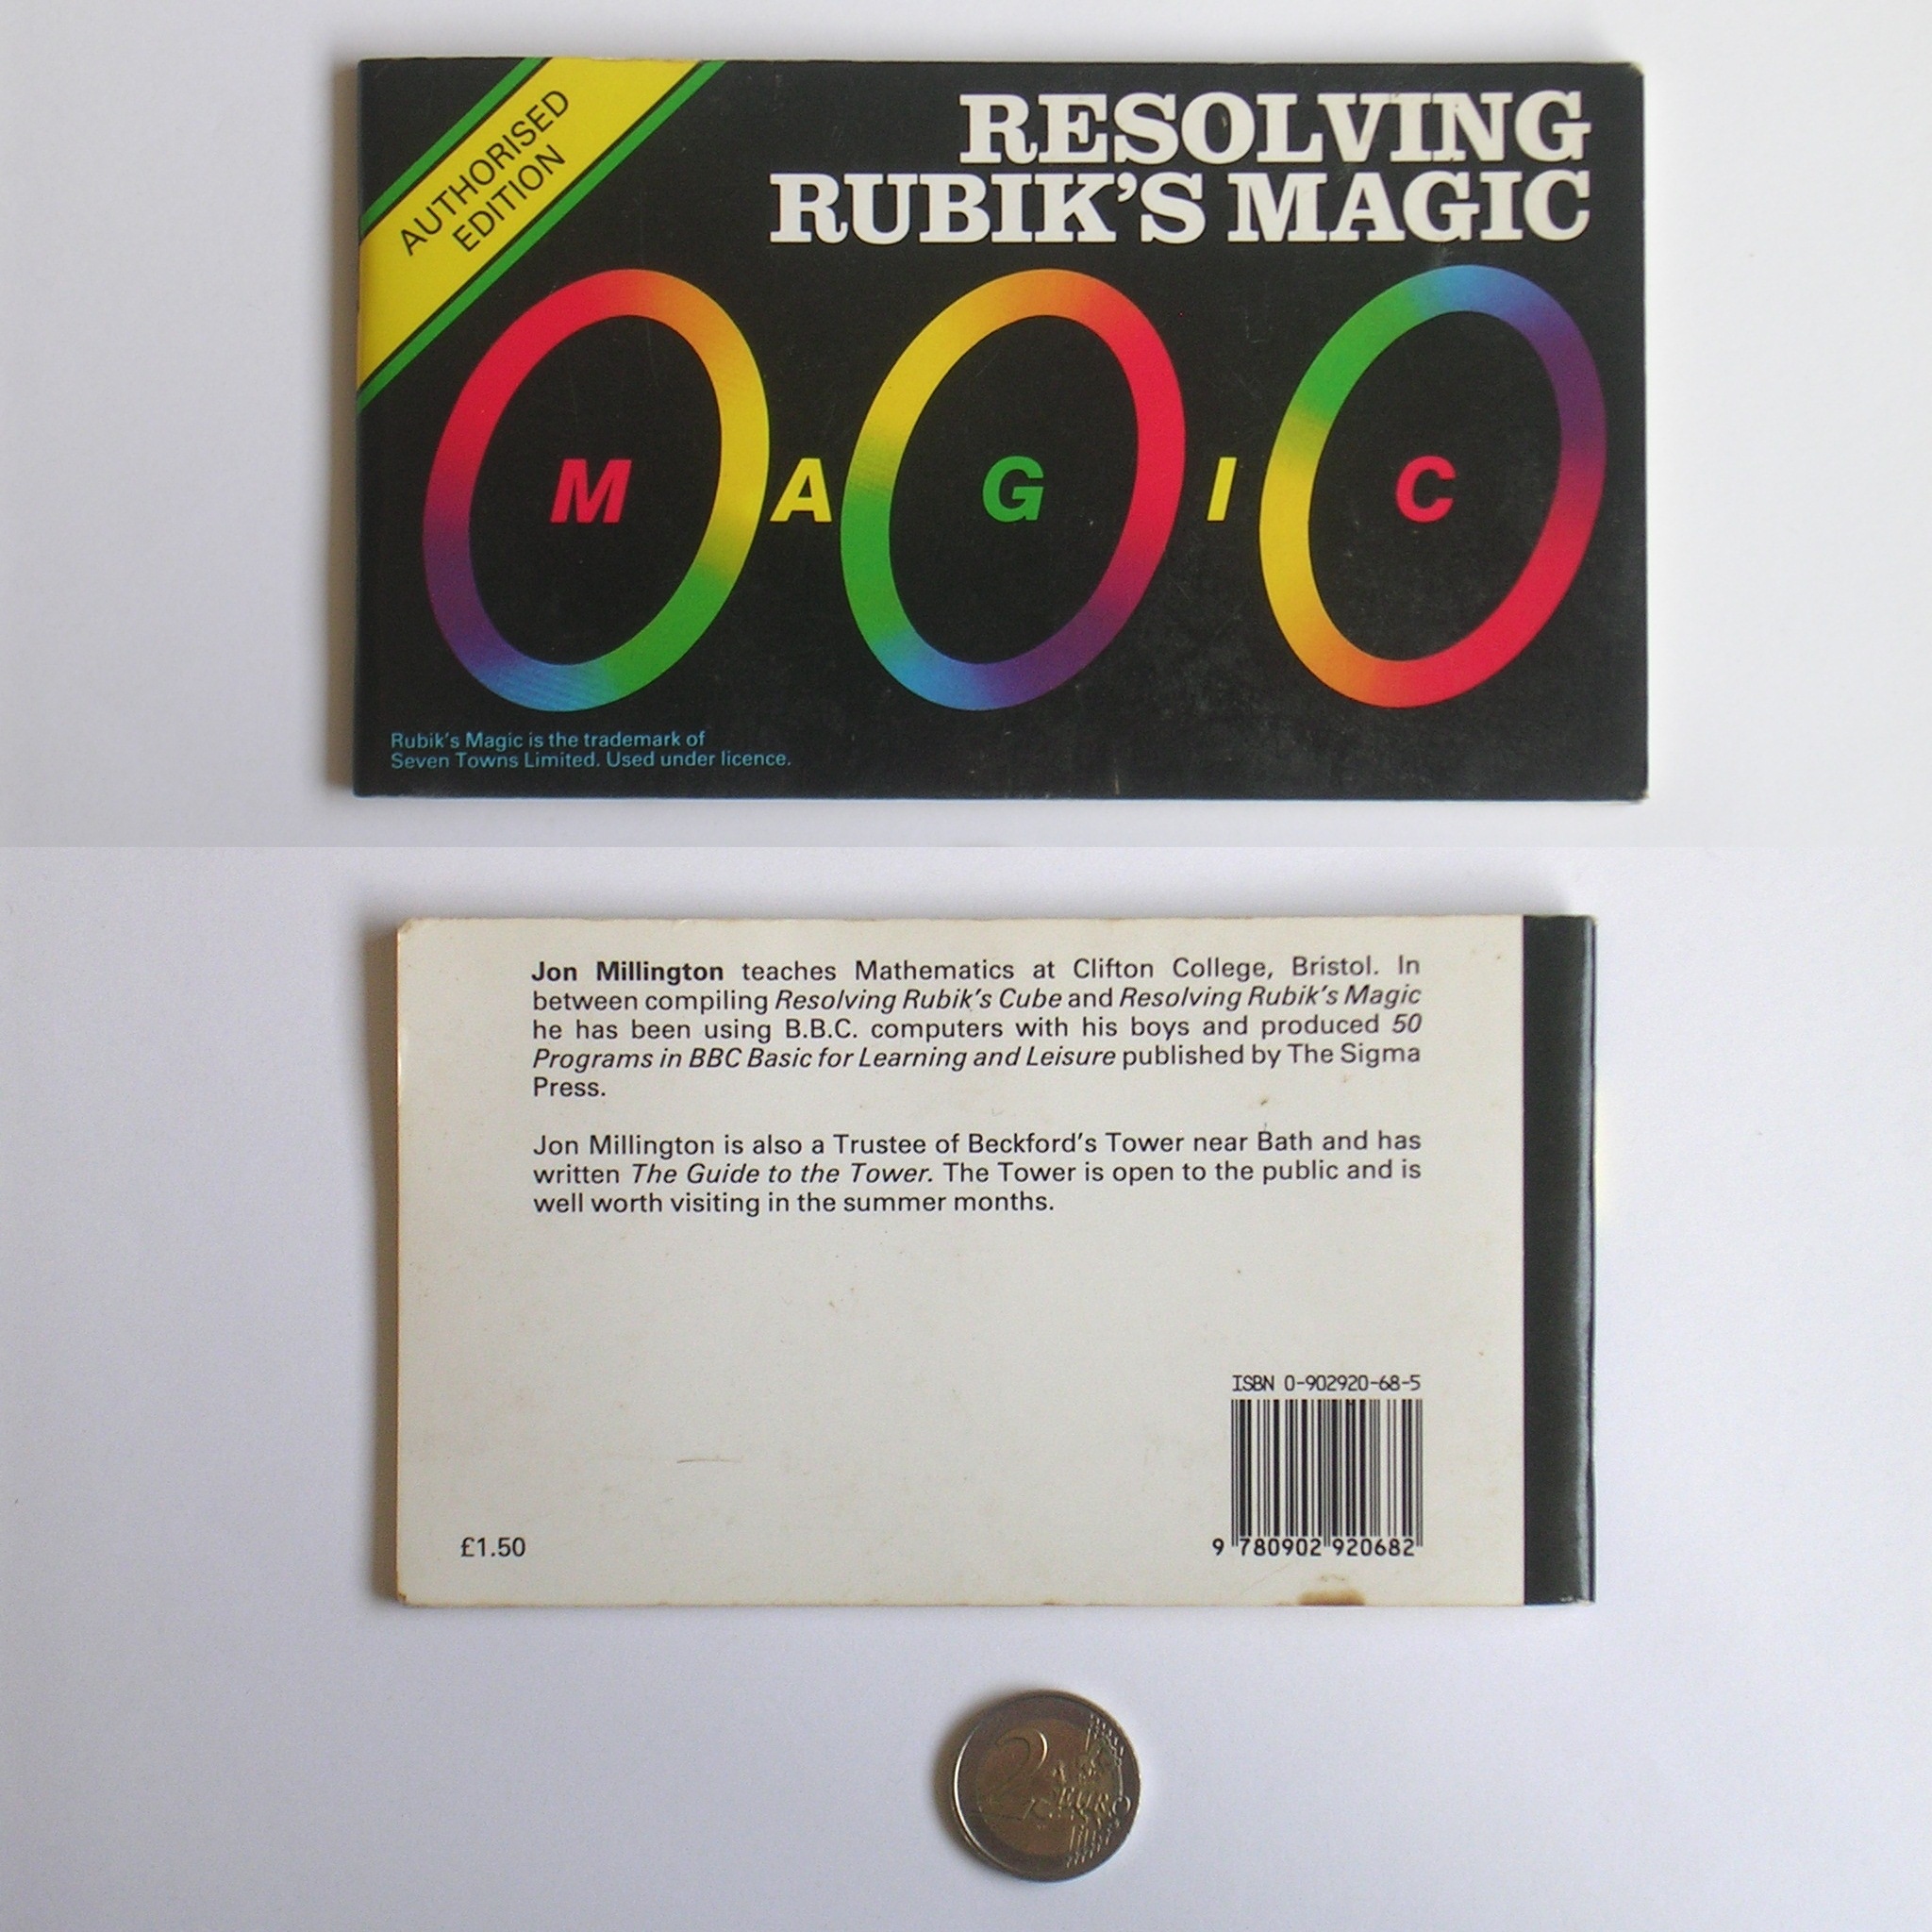 AUTHORISED
EDITION
RESOLVING
RUBIK'S MAGIC
M A G I C
Rubik's Magic is the trademark of
Seven Towns Limited. Used under licence.
Jon Millington teaches Mathematics at Clifton College, Bristol. In
between compiling Resolving Rubik's Cube and Resolving Rubik's Magic
he has been using B.B.C. computers with his boys and produced 50
Programs in BBC Basic for Learning and Leisure published by The Sigma
Press.
Jon Millington is also a Trustee of Beckford's Tower near Bath and has
written The Guide to the Tower. The Tower is open to the public and is
well worth visiting in the summer months.
ISBN 0-902920-68-5
9 780902 920682
£1.50
2 EURO